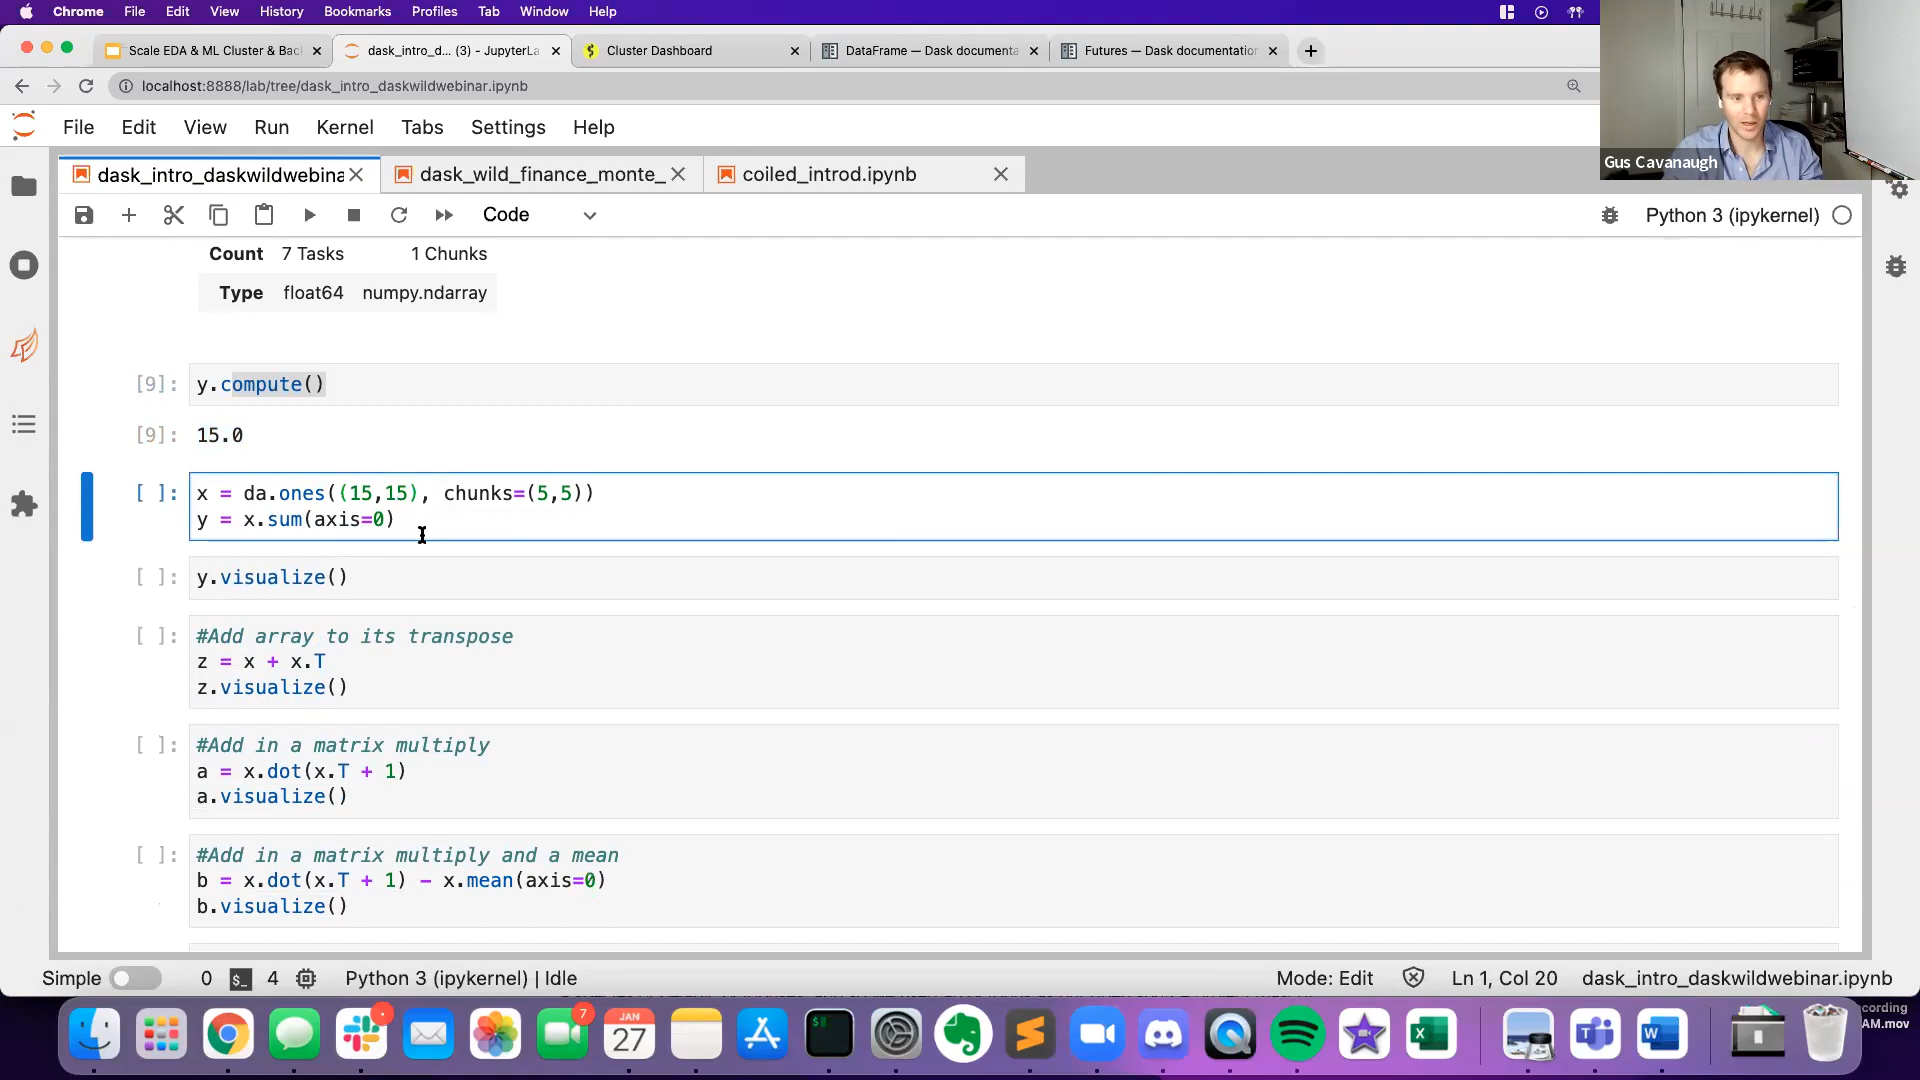 Chrome File Edit View History Bookmarks Profiles Tab Window Help
Scale EDA & ML Cluster & Bac
dask_intro_d... (3) - JupyterLa
Cluster Dashboard
DataFrame — Dask documenta
Futures — Dask documentation
localhost:8888/lab/tree/dask_intro_daskwildwebinar.ipynb
Gus Cavanaugh
File Edit View Run Kernel Tabs Settings Help
dask_intro_daskwildwebina
dask_wild_finance_monte_
coiled_introd.ipynb
Code
Python 3 (ipykernel)
Count 7 Tasks 1 Chunks
Type float64 numpy.ndarray
[9]: y.compute()
[9]: 15.0
[ ]: x = da.ones((15,15), chunks=(5,5))
y = x.sum(axis=0)
[ ]: y.visualize()
[ ]: #Add array to its transpose
z = x + x.T
z.visualize()
[ ]: #Add in a matrix multiply
a = x.dot(x.T + 1)
a.visualize()
[ ]: #Add in a matrix multiply and a mean
b = x.dot(x.T + 1) - x.mean(axis=0)
b.visualize()
Simple 0 $_ 4 Python 3 (ipykernel) | Idle
Mode: Edit Ln 1, Col 20 dask_intro_daskwildwebinar.ipynb
7
JAN
27
cording
AM.mov